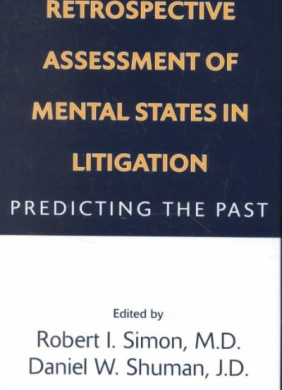 RETROSPECTIVE
ASSESSMENT OF
MENTAL STATES IN
LITIGATION
PREDICTING THE PAST
Edited by
Robert I. Simon, M.D.
Daniel W. Shuman, J.D.